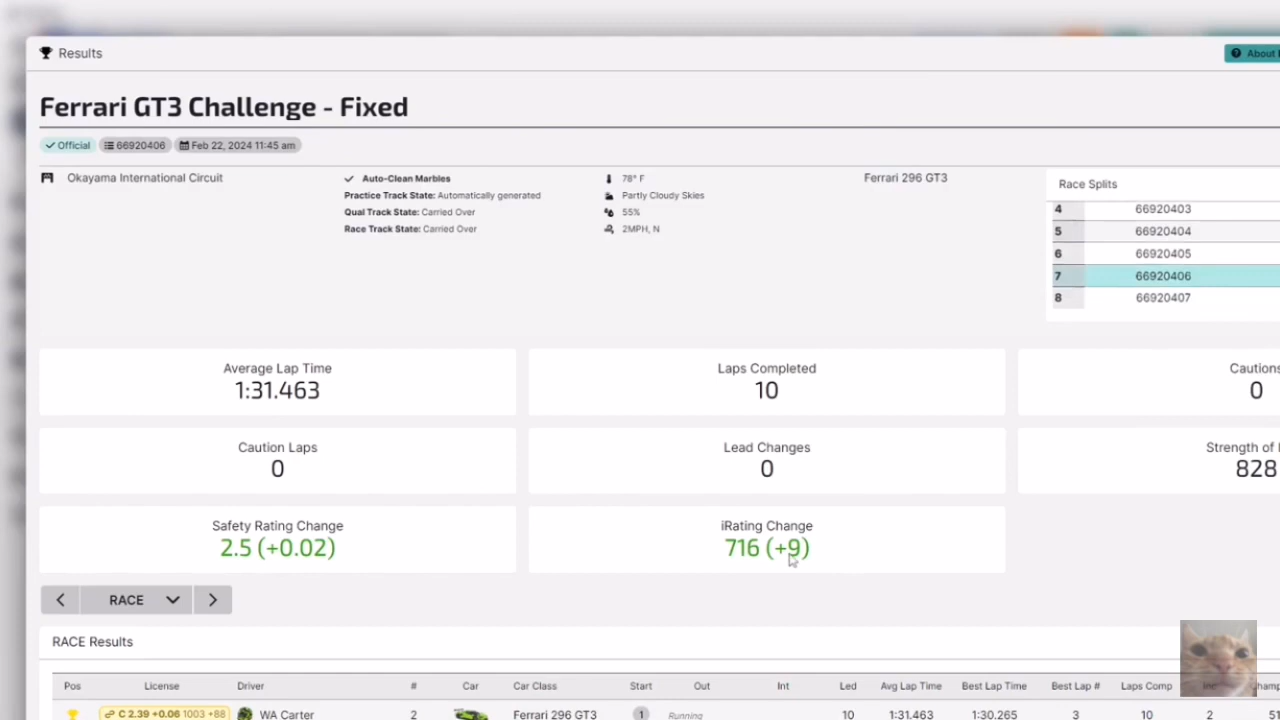 Results
About
Ferrari GT3 Challenge - Fixed
Official 66920406 Feb 22, 2024 11:45 am
Okayama International Circuit
Auto-Clean Marbles
Practice Track State: Automatically generated
Qual Track State: Carried Over
Race Track State: Carried Over
78° F
Partly Cloudy Skies
55%
2MPH, N
Ferrari 296 GT3
Race Splits
4 66920403
5 66920404
6 66920405
7 66920406
8 66920407
Average Lap Time
1:31.463
Laps Completed
10
Cautions
0
Caution Laps
0
Lead Changes
0
Strength of
828
Safety Rating Change
2.5 (+0.02)
iRating Change
716 (+9)
RACE
RACE Results
Pos License Driver # Car Car Class Start Out Int Led Avg Lap Time Best Lap Time Best Lap # Laps Comp
C 2.39 +0.06 1003 +88 WA Carter 2 Ferrari 296 GT3 1 Running 10 1:31.463 1:30.265 3 10 2